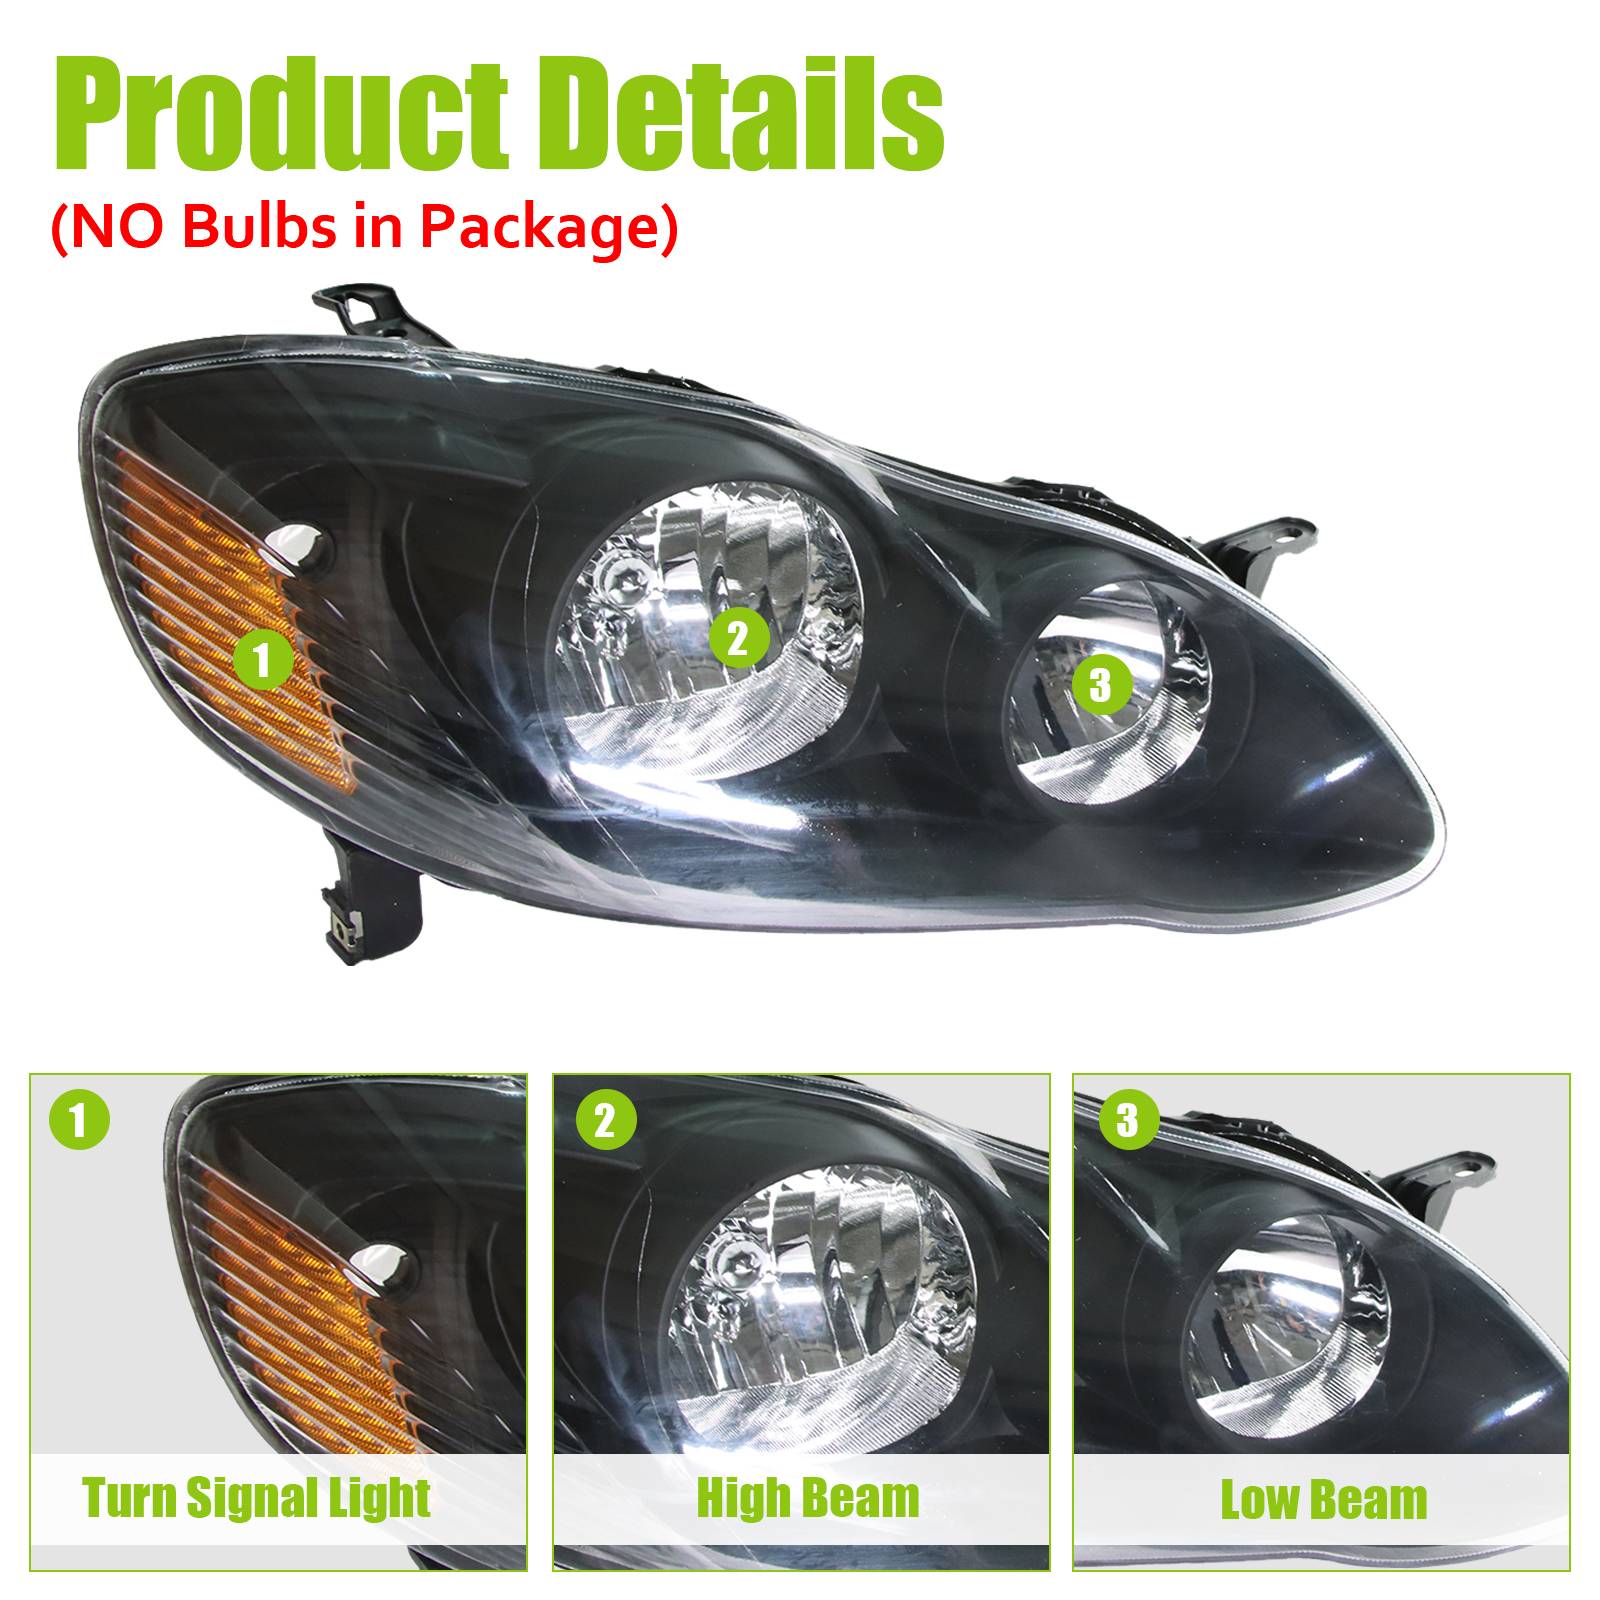 Product Details
(NO Bulbs in Package)
1
2
3
1
2
3
Turn Signal Light
High Beam
Low Beam